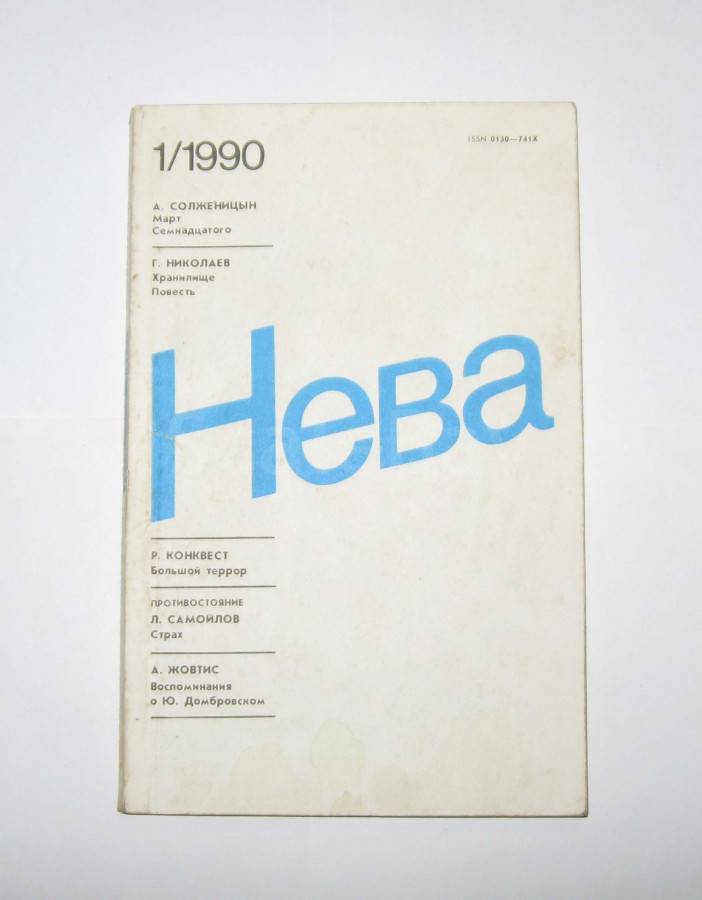 1/1990
ISSN 0130—741X
А. СОЛЖЕНИЦЫН
Март
Семнадцатого
Г. НИКОЛАЕВ
Хранилище
Повесть
Нева
Р. КОНКВЕСТ
Большой террор
ПРОТИВОСТОЯНИЕ
Л. САМОЙЛОВ
Страх
А. ЖОВТИС
Воспоминания
о Ю. Домбровском